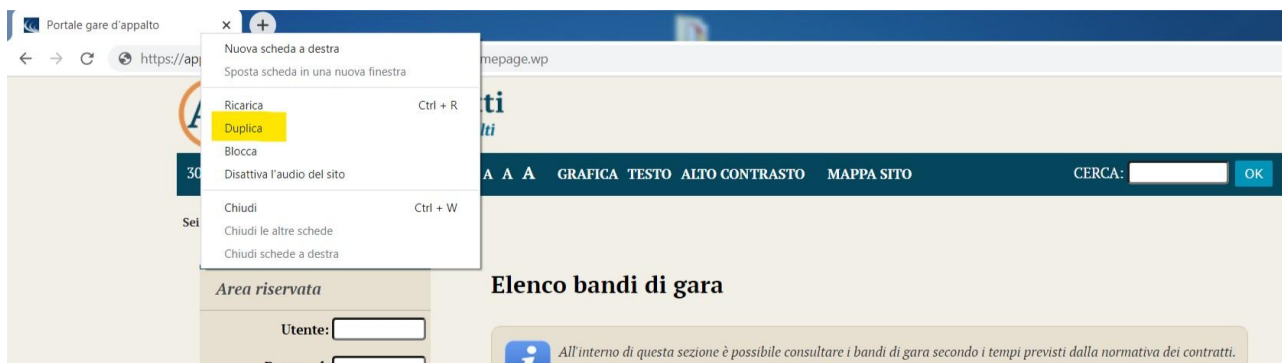 Portale gare d'appalto
https://app
mepage.wp
Nuova scheda a destra
Sposta scheda in una nuova finestra
Ricarica Ctrl + R
Duplica
Blocca
Disattiva l'audio del sito
Chiudi Ctrl + W
Chiudi le altre schede
Chiudi schede a destra
tti
lti
30
A A A GRAFICA TESTO ALTO CONTRASTO MAPPA SITO CERCA: OK
Sei
Area riservata
Utente:
Elenco bandi di gara
All'interno di questa sezione è possibile consultare i bandi di gara secondo i tempi previsti dalla normativa dei contratti.